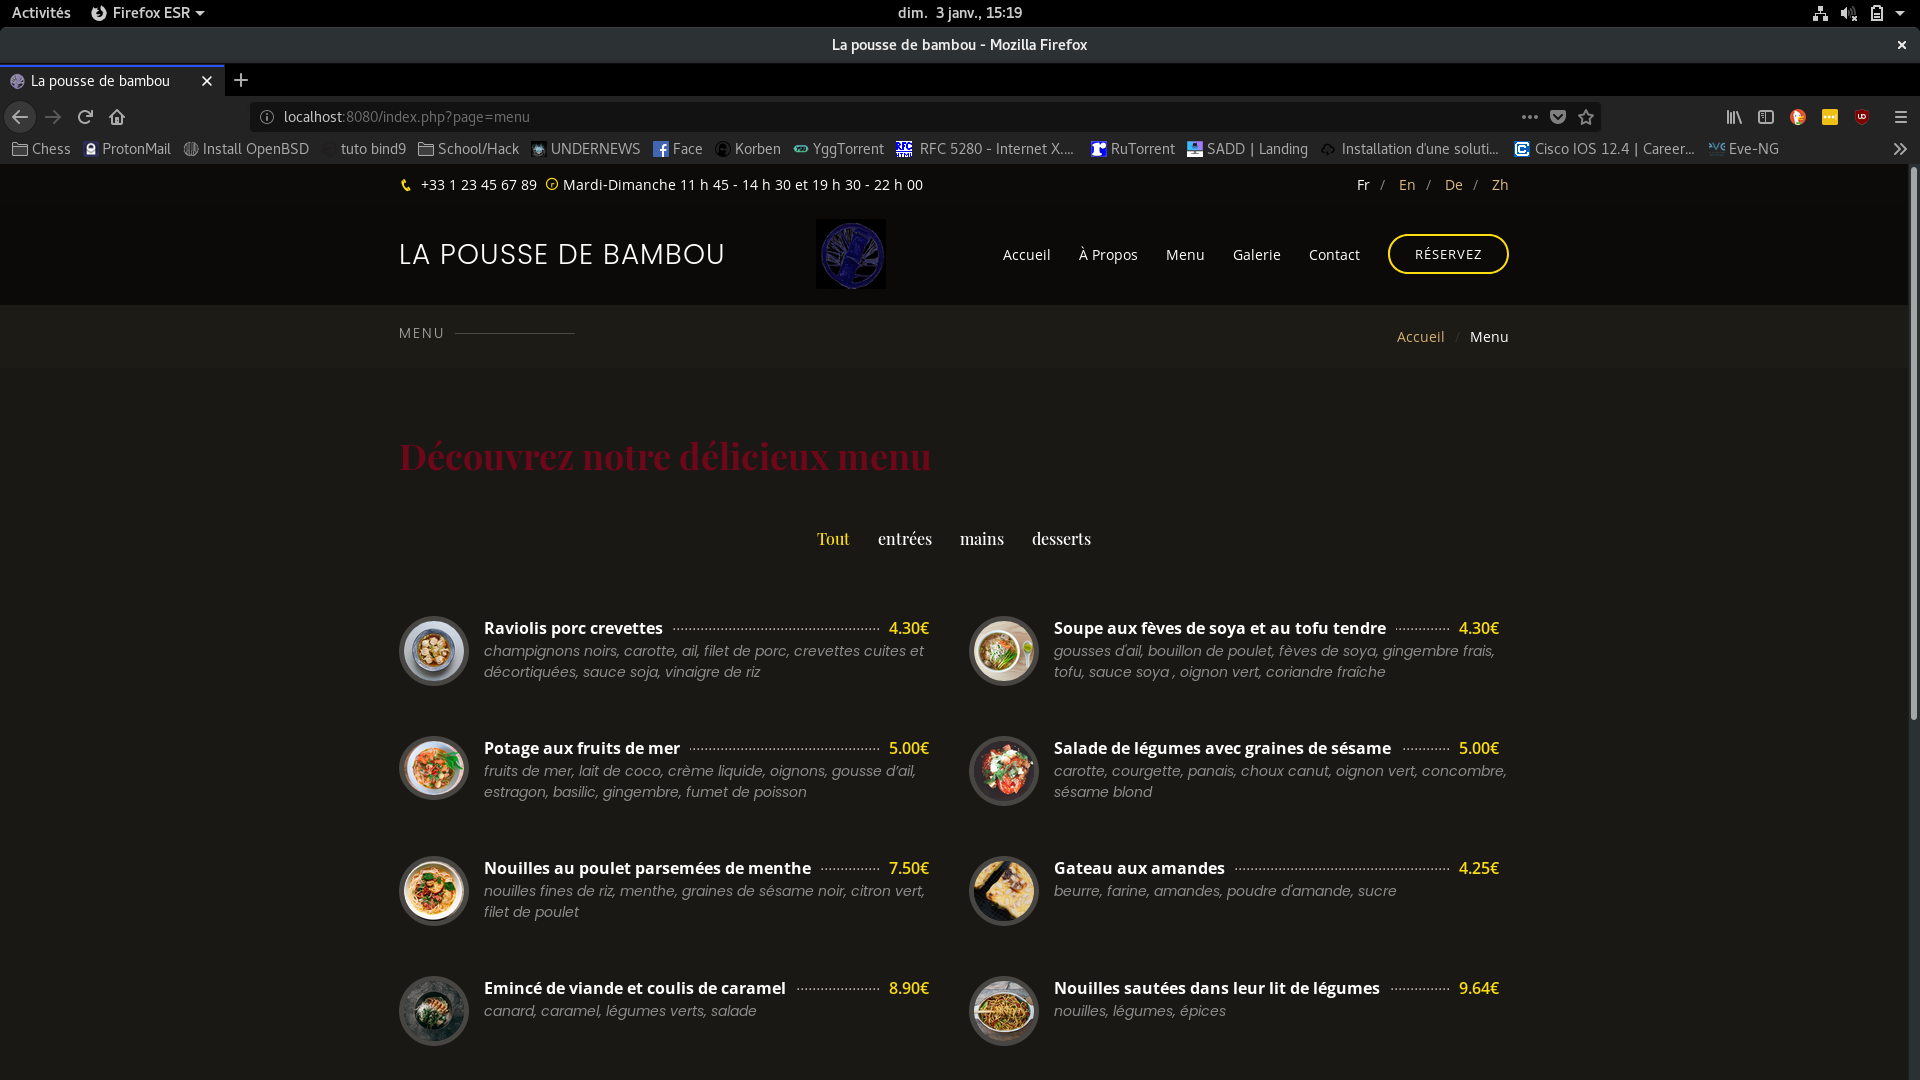 Activités Firefox ESR dim. 3 janv., 15:19
La pousse de bambou - Mozilla Firefox
La pousse de bambou
localhost:8080/index.php?page=menu
Chess ProtonMail Install OpenBSD tuto bind9 School/Hack UNDERNEWS Face Korben YggTorrent RFC 5280 - Internet X.... RuTorrent SADD | Landing Installation d'une soluti... Cisco IOS 12.4 | Career... Eve-NG
+33 1 23 45 67 89 Mardi-Dimanche 11 h 45 - 14 h 30 et 19 h 30 - 22 h 00 Fr / En / De / Zh
LA POUSSE DE BAMBOU Accueil À Propos Menu Galerie Contact RÉSERVEZ
MENU Accueil / Menu
Découvrez notre délicieux menu
Tout entrées mains desserts
Raviolis porc crevettes 4.30€
champignons noirs, carotte, ail, filet de porc, crevettes cuites et
décortiquées, sauce soja, vinaigre de riz
Soupe aux fèves de soya et au tofu tendre 4.30€
gousses d'ail, bouillon de poulet, fèves de soya, gingembre frais,
tofu, sauce soya , oignon vert, coriandre fraîche
Potage aux fruits de mer 5.00€
fruits de mer, lait de coco, crème liquide, oignons, gousse d’ail,
estragon, basilic, gingembre, fumet de poisson
Salade de légumes avec graines de sésame 5.00€
carotte, courgette, panais, choux canut, oignon vert, concombre,
sésame blond
Nouilles au poulet parsemées de menthe 7.50€
nouilles fines de riz, menthe, graines de sésame noir, citron vert,
filet de poulet
Gateau aux amandes 4.25€
beurre, farine, amandes, poudre d'amande, sucre
Emincé de viande et coulis de caramel 8.90€
canard, caramel, légumes verts, salade
Nouilles sautées dans leur lit de légumes 9.64€
nouilles, légumes, épices